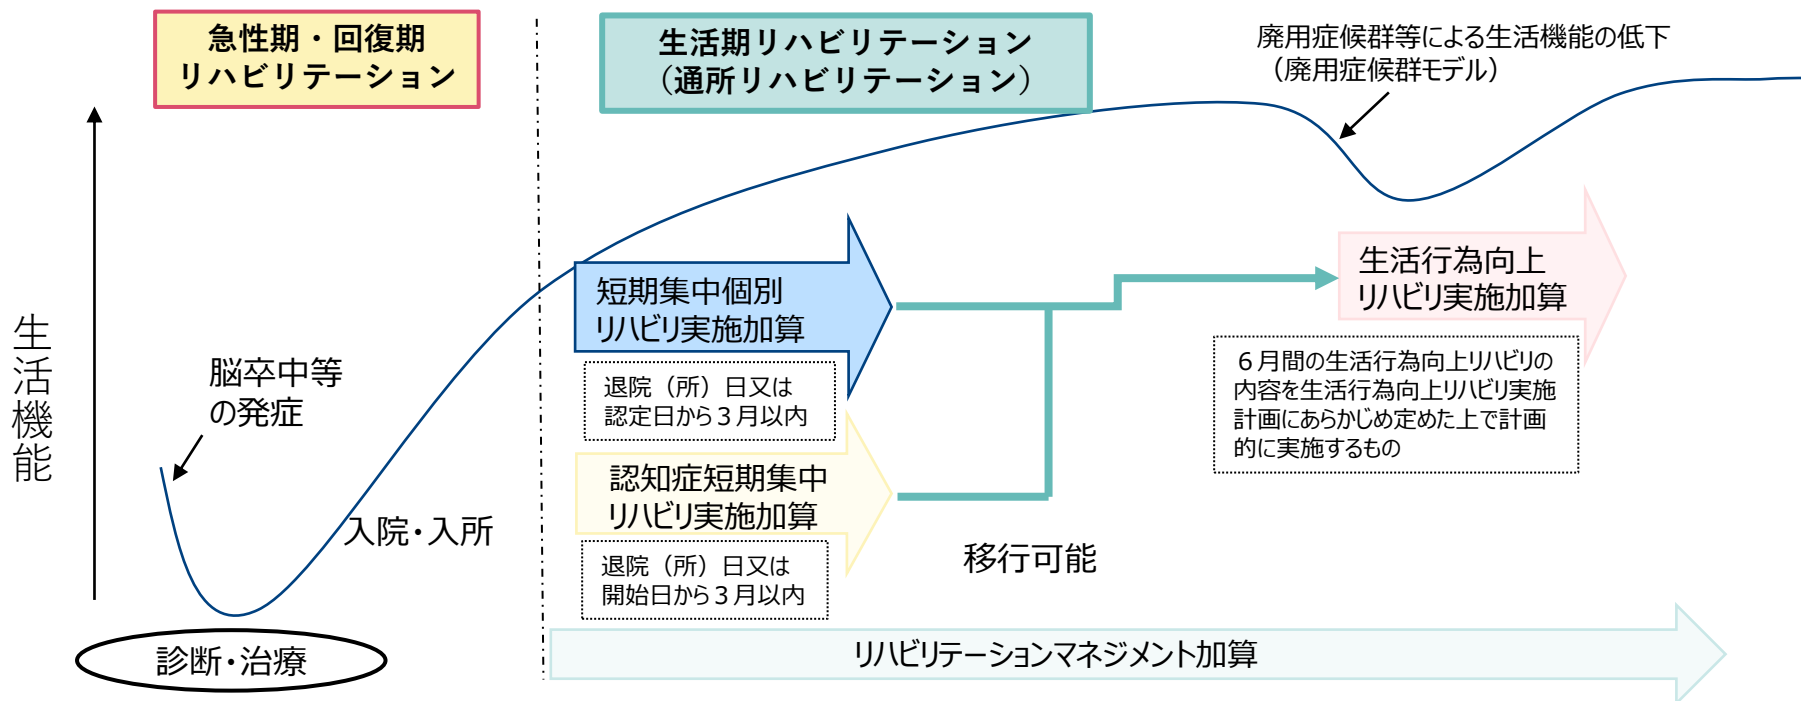 急性期・回復期
リハビリテーション
生活期リハビリテーション
（通所リハビリテーション）
廃用症候群等による生活機能の低下
（廃用症候群モデル）
生活機能
脳卒中等
の発症
入院・入所
診断・治療
短期集中個別
リハビリ実施加算
退院（所）日又は
認定日から３月以内
認知症短期集中
リハビリ実施加算
退院（所）日又は
開始日から３月以内
移行可能
生活行為向上
リハビリ実施加算
６月間の生活行為向上リハビリの
内容を生活行為向上リハビリ実施
計画にあらかじめ定めた上で計画
的に実施するもの
リハビリテーションマネジメント加算